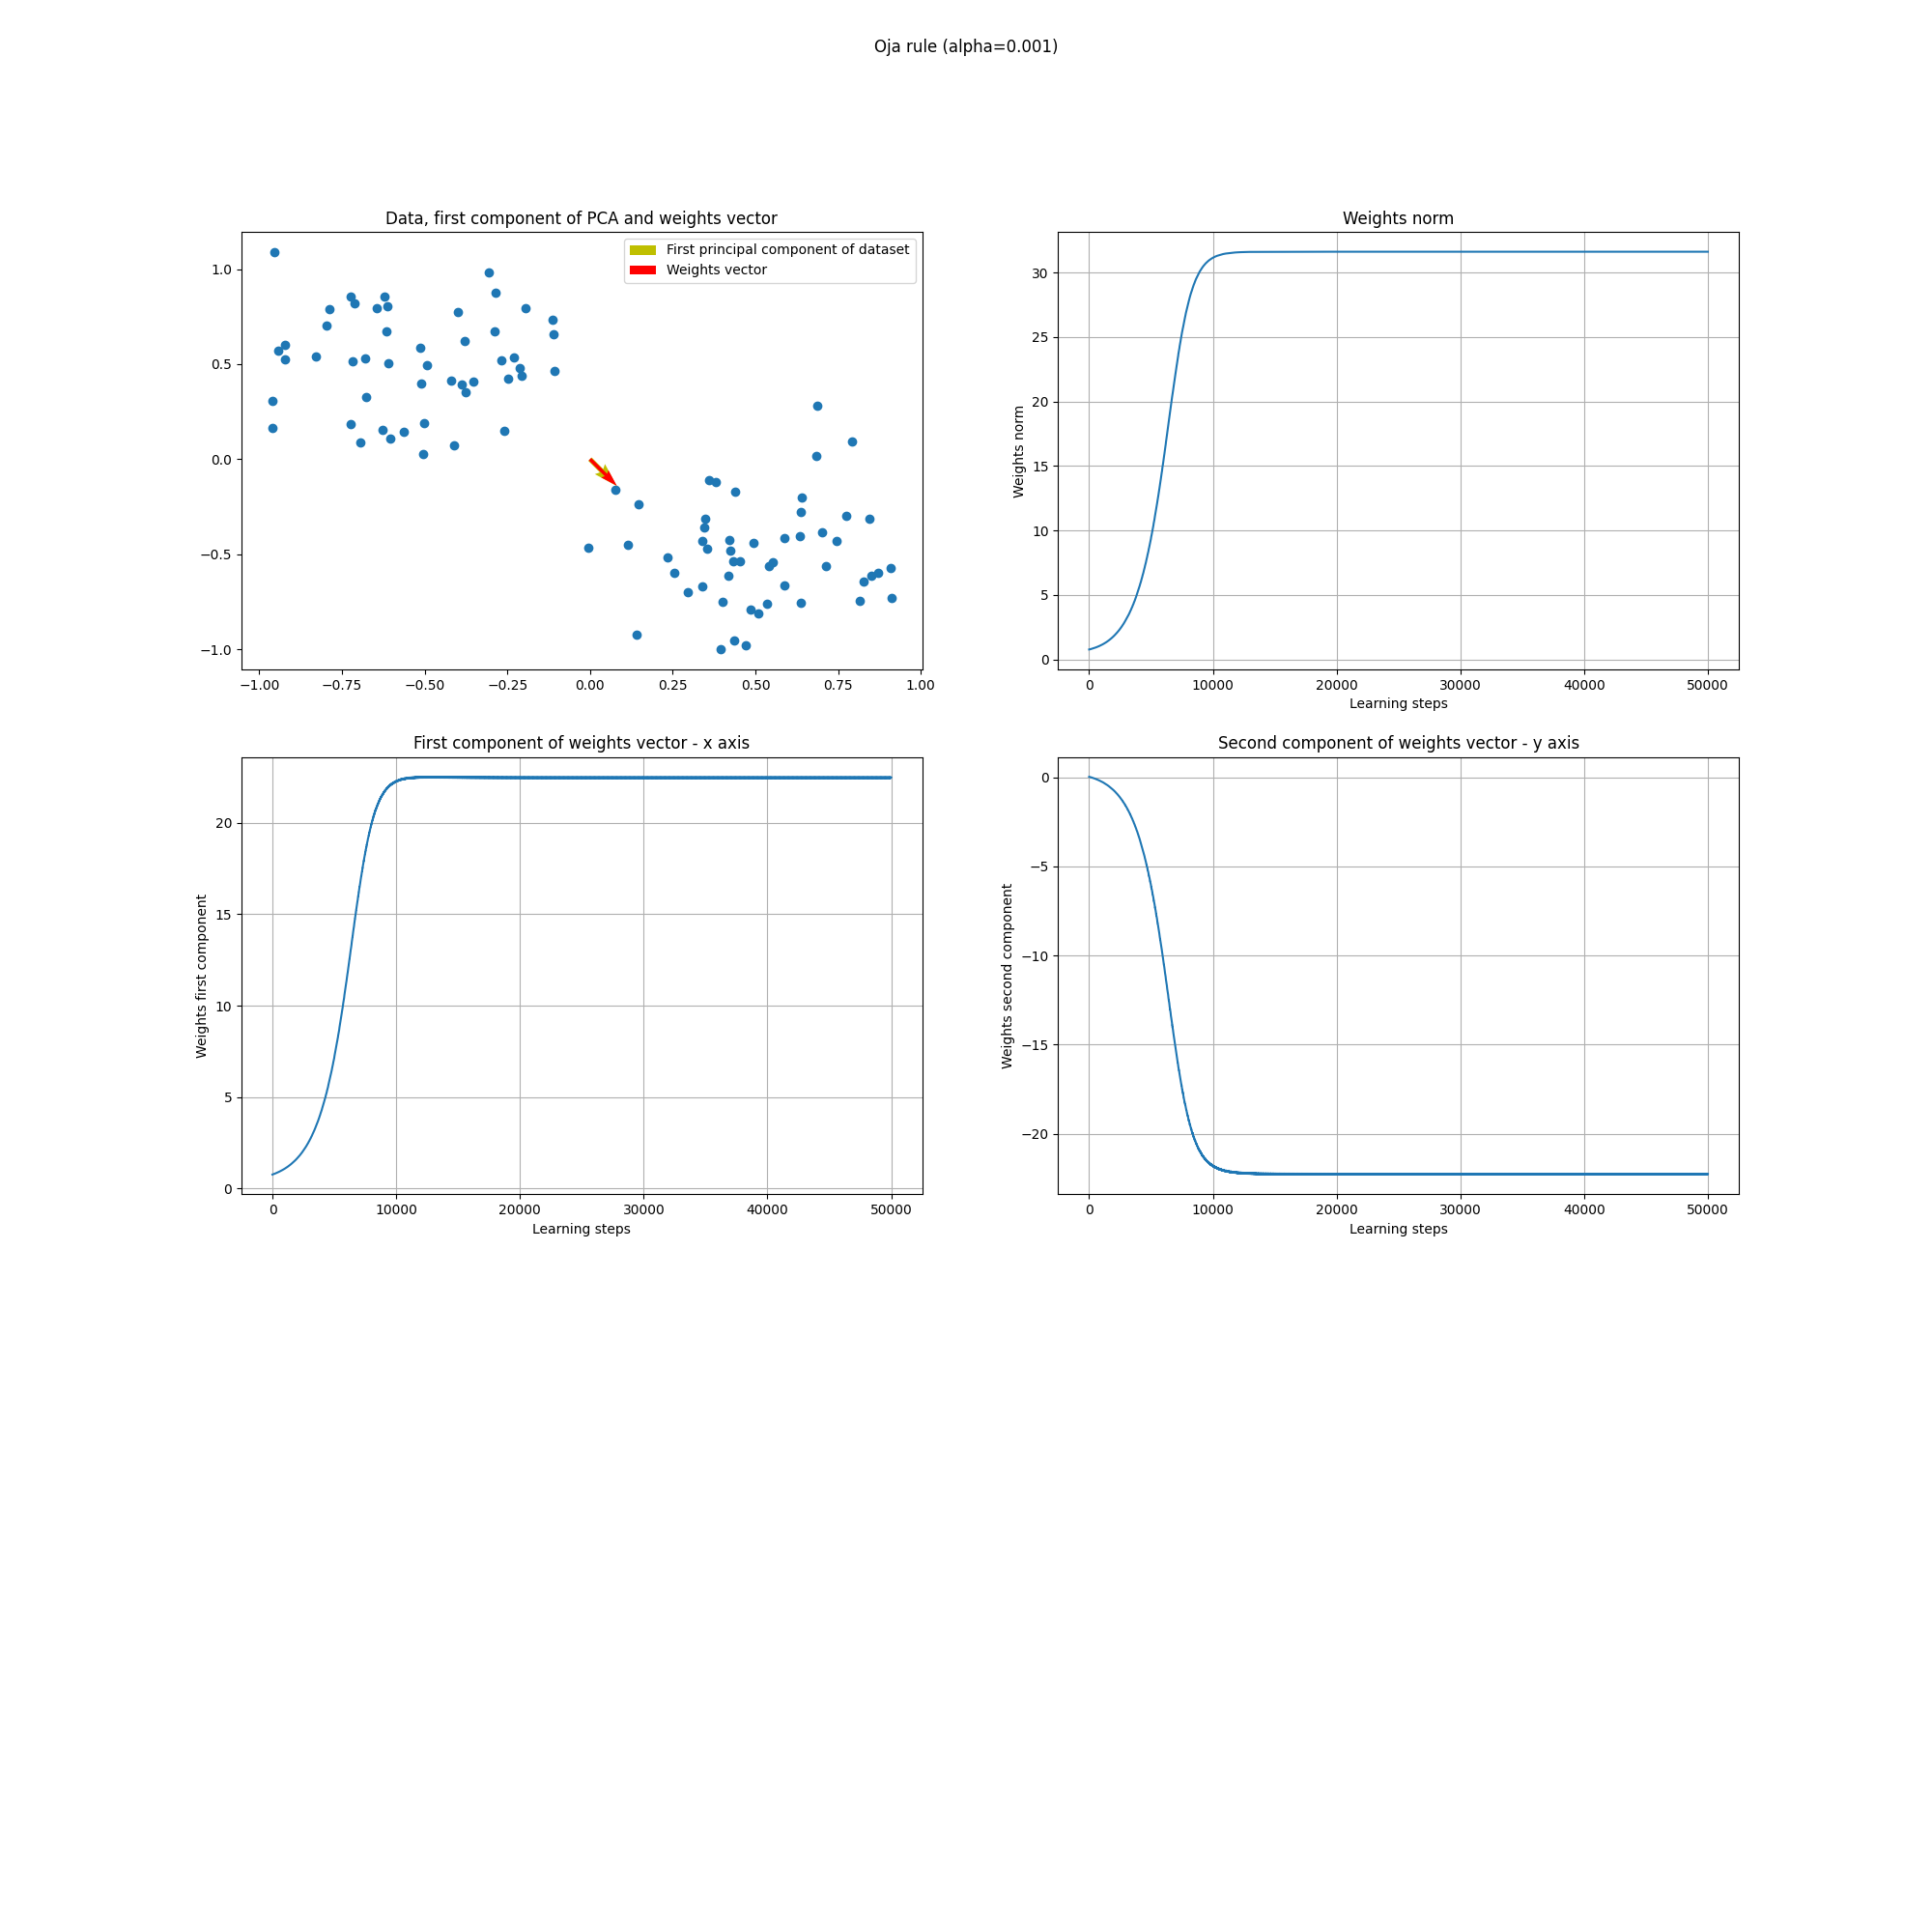 Oja rule (alpha=0.001)
Data, first component of PCA and weights vector
First principal component of dataset
Weights vector
1.0
0.5
0.0
−0.5
−1.0
−1.00 −0.75 −0.50 −0.25 0.00 0.25 0.50 0.75 1.00
Weights norm
Weights norm
30
25
20
15
10
5
0
0 10000 20000 30000 40000 50000
Learning steps
First component of weights vector - x axis
Weights first component
20
15
10
5
0
0 10000 20000 30000 40000 50000
Learning steps
Second component of weights vector - y axis
Weights second component
0
−5
−10
−15
−20
0 10000 20000 30000 40000 50000
Learning steps